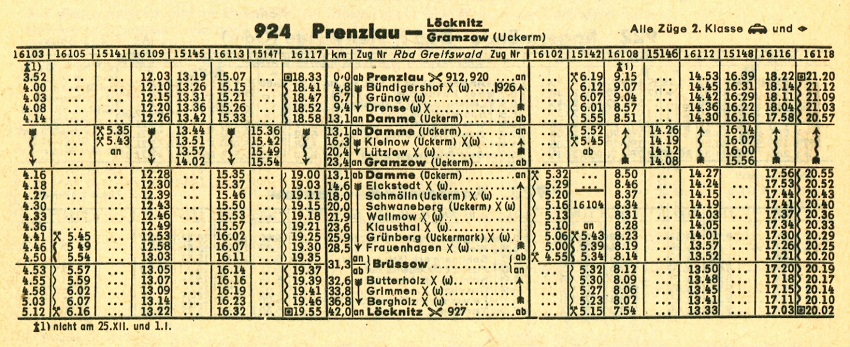 924 Prenzlau — Löcknitz
Gramzow (Uckerm)
Alle Züge 2. Klasse und
16103 16105 15141 16109 15145 16113 15147 16117 km Zug Nr Rbd Greifswald Zug Nr 16102 15142 16108 15146 16112 15148 16116 16118
‡1) ‡1)
3.52 ... ... 12.03 13.19 15.07 ... 18.33 0,0 ab Prenzlau 912,920 an ... 6.19 9.15 ... 14.53 16.39 18.22 21.20
4.00 ... ... 12.10 13.26 15.15 ... 18.41 4,8 Bündigershof X (u) 926 ... 6.12 9.07 ... 14.45 16.31 18.14 21.12
4.03 ... ... 12.15 13.31 15.21 ... 18.47 6,7 Grünow (u) ... 6.07 9.04 ... 14.42 16.29 18.11 21.09
4.08 ... ... 12.20 13.36 15.26 ... 18.53 9,4 Drense (u) X ... 6.01 8.57 ... 14.36 16.22 18.04 21.03
4.14 ... ... 12.26 13.42 15.33 ... 18.58 13,1 an Damme (Uckerm) ab ... 5.55 8.51 ... 14.30 16.16 17.58 20.57
... 5.35 13.44 15.36 13,1 ab Damme (Uckerm) an ... 5.52 14.26 16.14
... 5.43 13.51 15.42 16,3 Kleinow (Uckerm) X (u) ... 5.45 14.19 16.07
... an 13.57 15.49 20,4 Lützlow X (u) ... ab 14.12 16.00
... 14.02 15.54 23,4 an Gramzow (Uckerm) ab ... 14.08 15.56
4.16 ... 12.28 ... 15.35 ... 19.00 13,1 ab Damme (Uckerm) an 5.32 ... 8.50 ... 14.27 ... 17.56 20.55
4.18 ... 12.30 ... 15.37 ... 19.03 14,6 Eickstedt X (u) 5.29 ... 8.46 ... 14.24 ... 17.53 20.52
4.27 ... 12.39 ... 15.46 ... 19.11 18,0 Schmölln (Uckerm) X (u) 5.20 8.37 ... 14.15 ... 17.44 20.43
4.30 ... 12.43 ... 15.50 ... 19.15 20,0 Schwaneberg (Uckerm) X (u) 5.16 16104 8.34 ... 14.19 ... 17.41 20.40
4.33 ... 12.46 ... 15.53 ... 19.18 21,9 Wallmow X (u) 5.13 8.31 ... 14.03 ... 17.37 20.36
4.36 ... 12.49 ... 15.57 ... 19.21 23,6 Klausthal X (u) 5.10 an 8.28 ... 14.05 ... 17.34 20.33
4.41 5.45 ... 12.53 ... 16.02 ... 19.25 25,9 Grünberg (Uckermark) X (u) 5.06 5.43 8.23 ... 14.01 ... 17.30 20.29
4.46 5.49 ... 12.58 ... 16.07 ... 19.30 28,5 Frauenhagen X (u) 5.00 5.39 8.19 ... 13.57 ... 17.26 20.25
4.50 5.54 ... 13.03 ... 16.11 ... 19.35 31,3 an Brüssow ab 4.55 5.34 8.14 ... 13.52 ... 17.21 20.20
4.53 5.57 ... 13.05 ... 16.14 ... 19.37 ab an ... 5.32 8.12 ... 13.50 ... 17.19 20.19
4.55 5.59 ... 13.07 ... 16.16 ... 19.39 32,6 Butterholz X (u) ... 5.30 8.09 ... 13.48 ... 17.18 20.17
4.58 6.02 ... 13.09 ... 16.19 ... 19.41 33,8 Grimmen X (u) ... 5.27 8.06 ... 13.45 ... 17.15 20.14
5.03 6.07 ... 13.14 ... 16.23 ... 19.46 36,8 Bergholz X (u) ... 5.23 8.02 ... 13.41 ... 17.11 20.10
5.12 6.16 ... 13.22 ... 16.32 ... 19.55 42,0 an Löcknitz 927 ab ... 5.15 7.54 ... 13.33 ... 17.03 20.02
‡1) nicht am 25.XII. und 1.I.